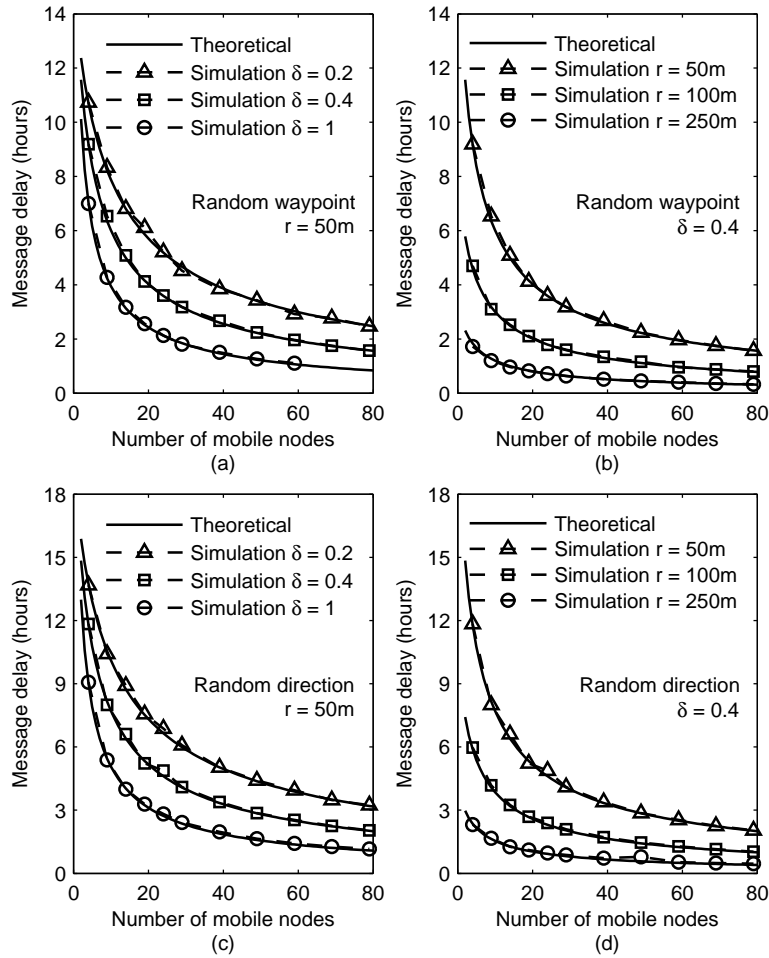 14
12
10
8
6
4
2
0
Message delay (hours)
Theoretical
Simulation δ = 0.2
Simulation δ = 0.4
Simulation δ = 1
Random waypoint
r = 50m
0 20 40 60 80
Number of mobile nodes
(a)
14
12
10
8
6
4
2
0
Message delay (hours)
Theoretical
Simulation r = 50m
Simulation r = 100m
Simulation r = 250m
Random waypoint
δ = 0.4
0 20 40 60 80
Number of mobile nodes
(b)
18
15
12
9
6
3
0
Message delay (hours)
Theoretical
Simulation δ = 0.2
Simulation δ = 0.4
Simulation δ = 1
Random direction
r = 50m
0 20 40 60 80
Number of mobile nodes
(c)
18
15
12
9
6
3
0
Message delay (hours)
Theoretical
Simulation r = 50m
Simulation r = 100m
Simulation r = 250m
Random direction
δ = 0.4
0 20 40 60 80
Number of mobile nodes
(d)